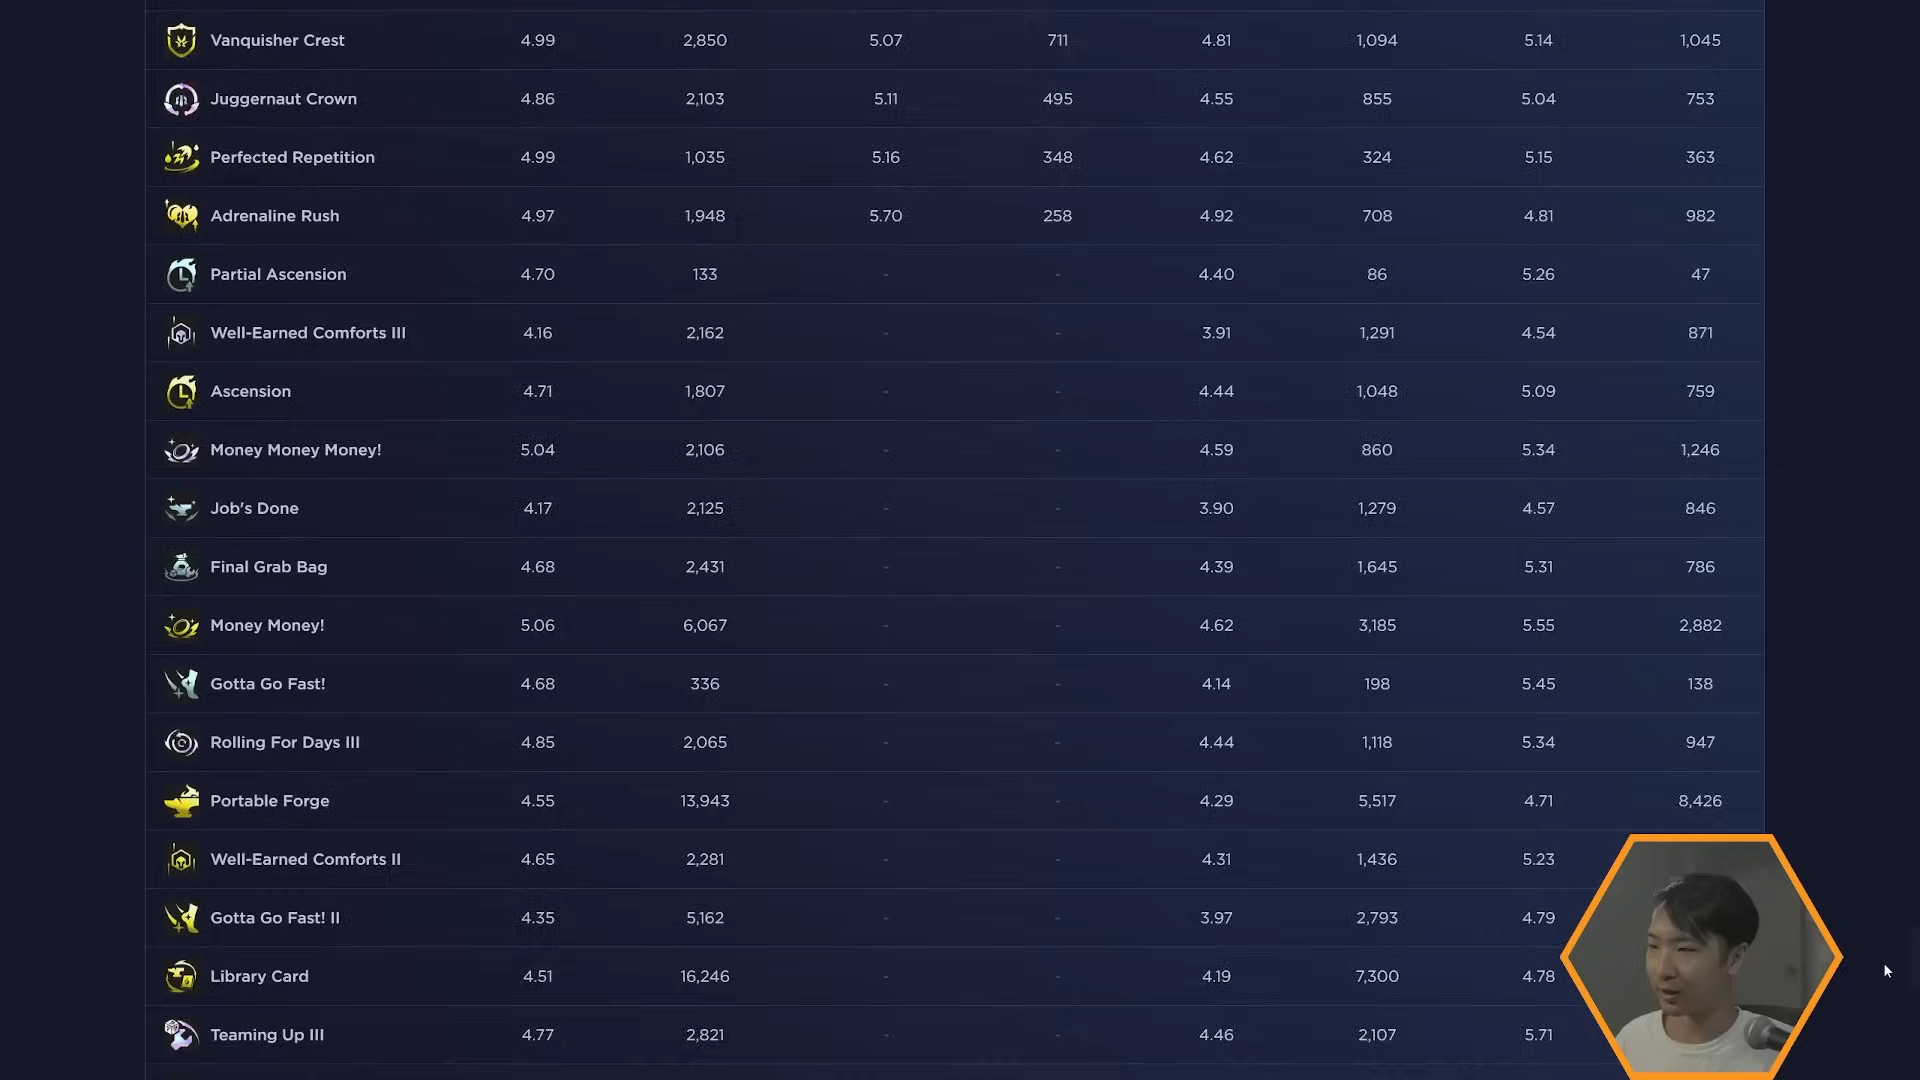 Vanquisher Crest 4.99 2,850 5.07 711 4.81 1,094 5.14 1,045
Juggernaut Crown 4.86 2,103 5.11 495 4.55 855 5.04 753
Perfected Repetition 4.99 1,035 5.16 348 4.62 324 5.15 363
Adrenaline Rush 4.97 1,948 5.70 258 4.92 708 4.81 982
Partial Ascension 4.70 133 - - 4.40 86 5.26 47
Well-Earned Comforts III 4.16 2,162 - - 3.91 1,291 4.54 871
Ascension 4.71 1,807 - - 4.44 1,048 5.09 759
Money Money Money! 5.04 2,106 - - 4.59 860 5.34 1,246
Job's Done 4.17 2,125 - - 3.90 1,279 4.57 846
Final Grab Bag 4.68 2,431 - - 4.39 1,645 5.31 786
Money Money! 5.06 6,067 - - 4.62 3,185 5.55 2,882
Gotta Go Fast! 4.68 336 - - 4.14 198 5.45 138
Rolling For Days III 4.85 2,065 - - 4.44 1,118 5.34 947
Portable Forge 4.55 13,943 - - 4.29 5,517 4.71 8,426
Well-Earned Comforts II 4.65 2,281 - - 4.31 1,436 5.23
Gotta Go Fast! II 4.35 5,162 - - 3.97 2,793 4.79
Library Card 4.51 16,246 - - 4.19 7,300 4.78
Teaming Up III 4.77 2,821 - - 4.46 2,107 5.71